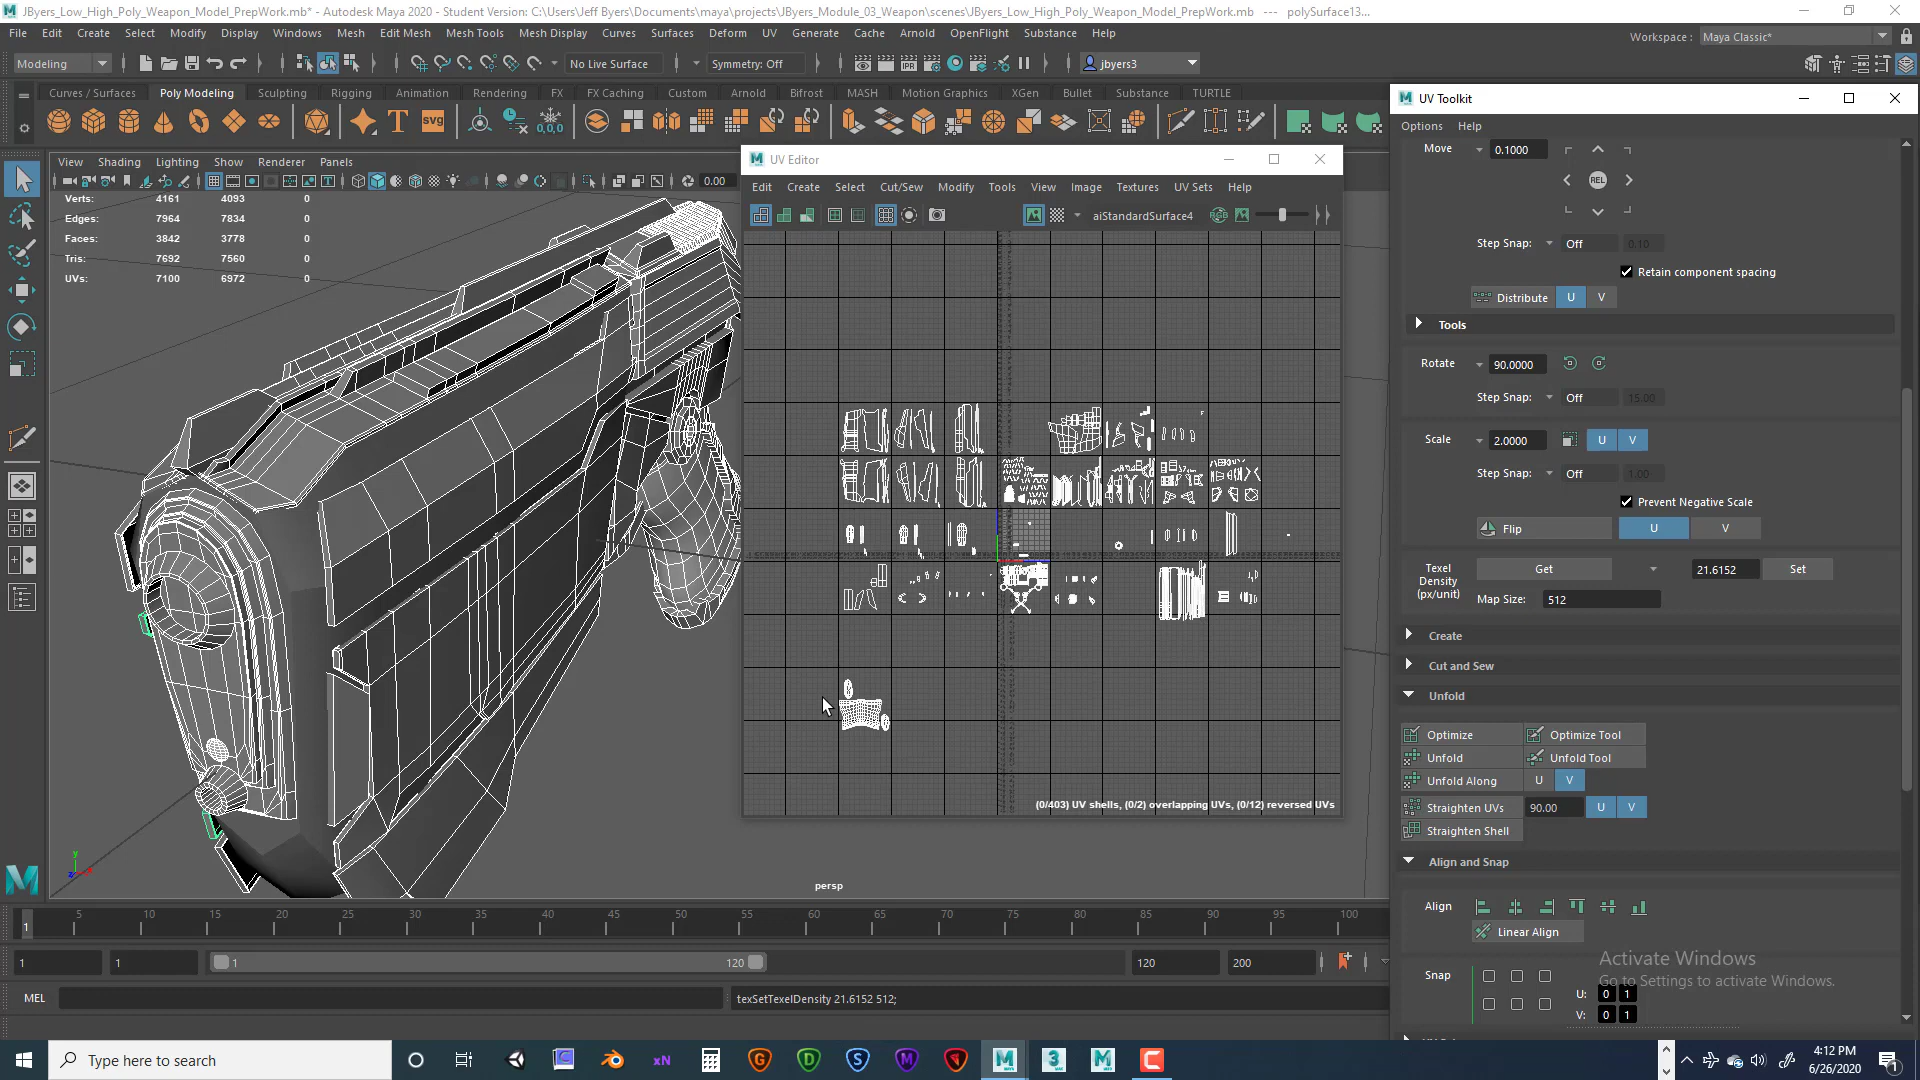 JByers_Low_High_Poly_Weapon_Model_PrepWork.mb* - Autodesk Maya 2020 - Student Version: C:\Users\Jeff Byers\Documents\maya\projects\JByers_Module_03_Weapon\scenes\JByers_Low_High_Poly_Weapon_Model_PrepWork.mb --- polySurface13...
File Edit Create Select Modify Display Windows Mesh Edit Mesh Mesh Tools Mesh Display Curves Surfaces Deform UV Generate Cache Arnold OpenFlight Substance Help
Workspace : Maya Classic*
Modeling No Live Surface Symmetry: Off jbyers3
Curves / Surfaces Poly Modeling Sculpting Rigging Animation Rendering FX FX Caching Custom Arnold Bifrost MASH Motion Graphics XGen Bullet Substance TURTLE
View Shading Lighting Show Renderer Panels
0.00
Verts: 4161 4093 0
Edges: 7964 7834 0
Faces: 3842 3778 0
Tris: 7692 7560 0
UVs: 7100 6972 0
persp
UV Editor
Edit Create Select Cut/Sew Modify Tools View Image Textures UV Sets Help
aiStandardSurface4
(0/403) UV shells, (0/2) overlapping UVs, (0/12) reversed UVs
UV Toolkit
Options Help
Move 0.1000
REL
Step Snap: Off 0.10
Retain component spacing
Distribute U V
Tools
Rotate 90.0000
Step Snap: Off 15.00
Scale 2.0000 U V
Step Snap: Off 1.00
Prevent Negative Scale
Flip U V
Texel Density (px/unit) Get 21.6152 Set
Map Size: 512
Create
Cut and Sew
Unfold
Optimize Optimize Tool
Unfold Unfold Tool
Unfold Along U V
Straighten UVs 90.00 U V
Straighten Shell
Align and Snap
Align
Linear Align
Snap
U: 0 1
V: 0 1
Activate Windows
Go to Settings to activate Windows.
1 5 10 15 20 25 30 35 40 45 50 55 60 65 70 75 80 85 90 95 100
1 1 1 120 120 200
MEL texSetTexelDensity 21.6152 512;
Type here to search
4:12 PM
6/26/2020